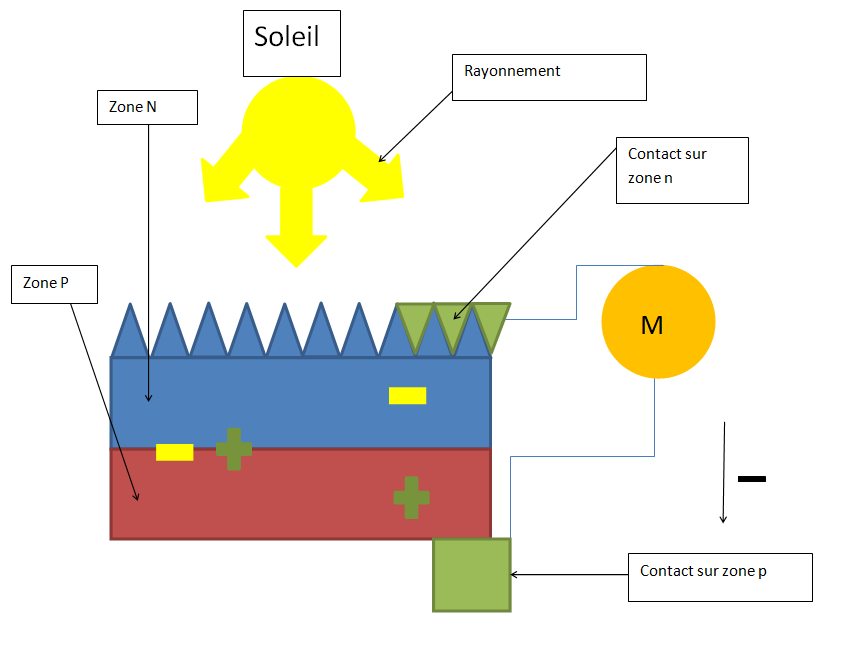 Soleil
Rayonnement
Zone N
Contact sur
zone n
Zone P
M
Contact sur zone p